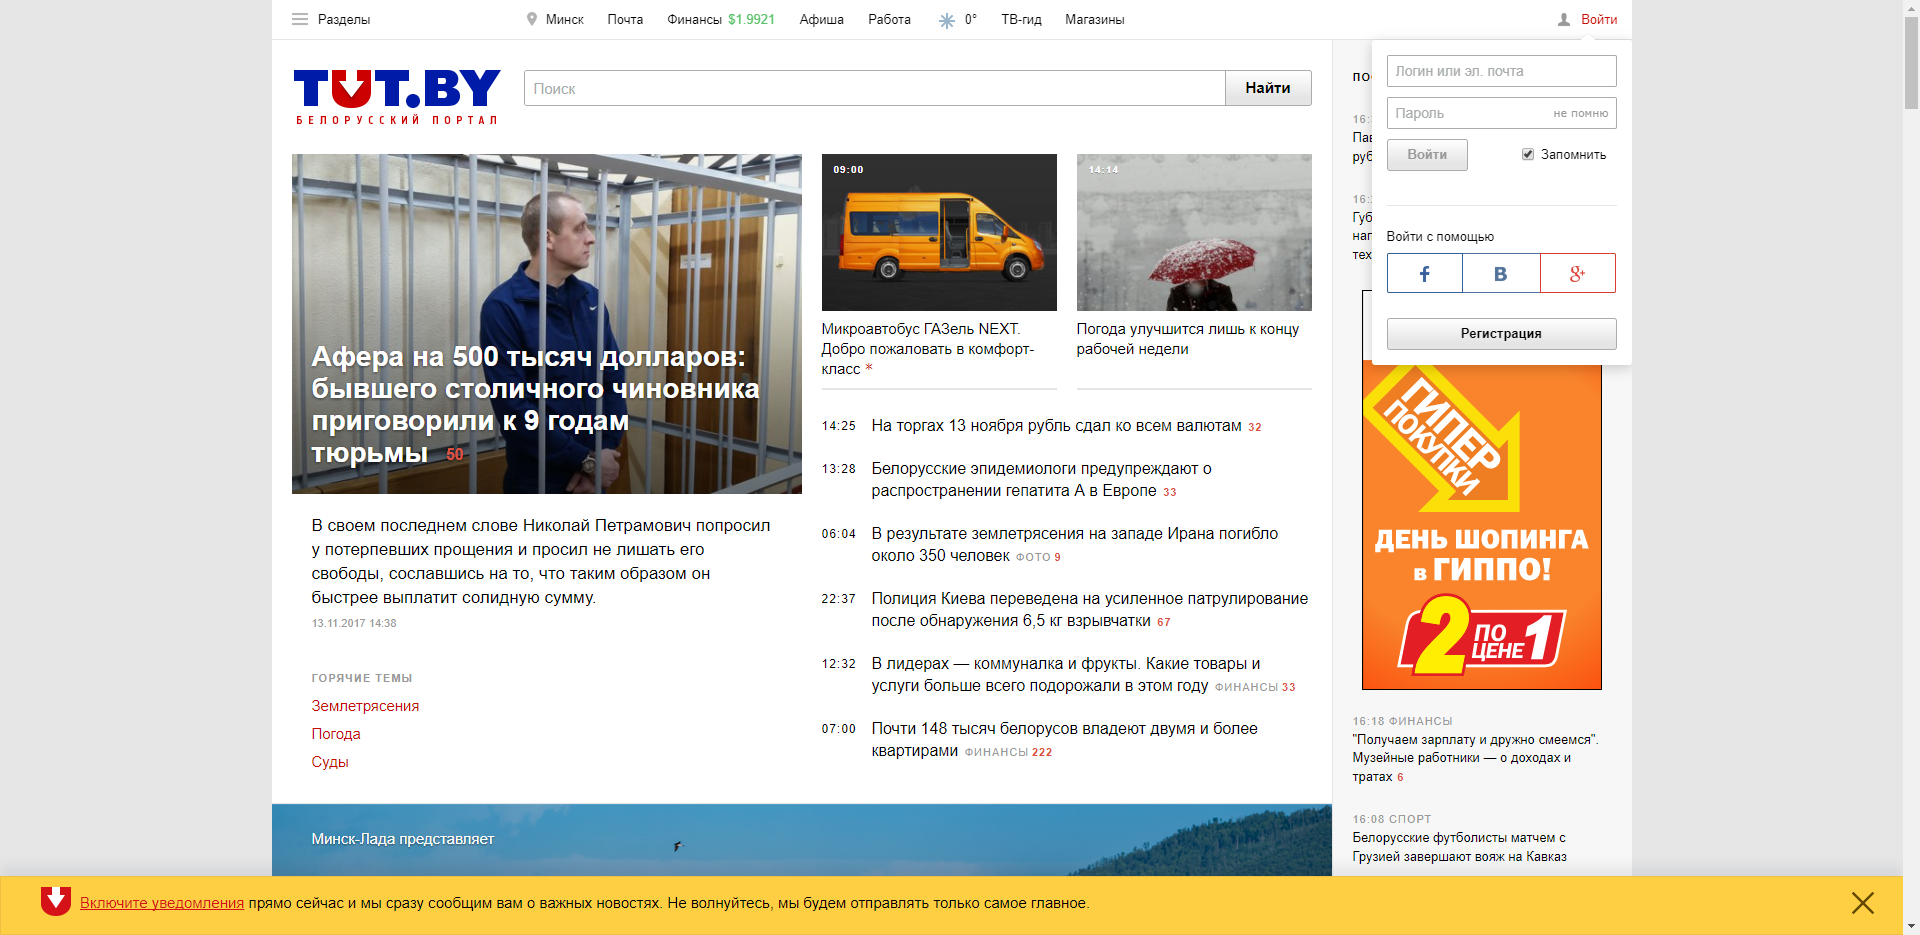 Разделы
Минск
Почта
Финансы $1.9921
Афиша
Работа
0°
ТВ-гид
Магазины
Войти
TUT.BY
БЕЛОРУССКИЙ ПОРТАЛ
Поиск
Найти
Логин или эл. почта
Пароль
не помню
Войти
Запомнить
Войти с помощью
Регистрация
Афера на 500 тысяч долларов:
бывшего столичного чиновника
приговорили к 9 годам
тюрьмы 50
В своем последнем слове Николай Петрамович попросил
у потерпевших прощения и просил не лишать его
свободы, сославшись на то, что таким образом он
быстрее выплатит солидную сумму.
13.11.2017 14:38
ГОРЯЧИЕ ТЕМЫ
Землетрясения
Погода
Суды
09:00
Микроавтобус ГАЗель NEXT.
Добро пожаловать в комфорт-
класс *
14:14
Погода улучшится лишь к концу
рабочей недели
14:25 На торгах 13 ноября рубль сдал ко всем валютам 32
13:28 Белорусские эпидемиологи предупреждают о
распространении гепатита А в Европе 33
06:04 В результате землетрясения на западе Ирана погибло
около 350 человек ФОТО 9
22:37 Полиция Киева переведена на усиленное патрулирование
после обнаружения 6,5 кг взрывчатки 67
12:32 В лидерах — коммуналка и фрукты. Какие товары и
услуги больше всего подорожали в этом году ФИНАНСЫ 33
07:00 Почти 148 тысяч белорусов владеют двумя и более
квартирами ФИНАНСЫ 222
ГИПЕР
ПОКУПКИ
ДЕНЬ ШОПИНГА
в ГИППО!
2 ПО ЦЕНЕ 1
16:18 ФИНАНСЫ
"Получаем зарплату и дружно смеемся".
Музейные работники — о доходах и
тратах 6
16:08 СПОРТ
Белорусские футболисты матчем с
Грузией завершают вояж на Кавказ
Минск-Лада представляет
Включите уведомления прямо сейчас и мы сразу сообщим вам о важных новостях. Не волнуйтесь, мы будем отправлять только самое главное.